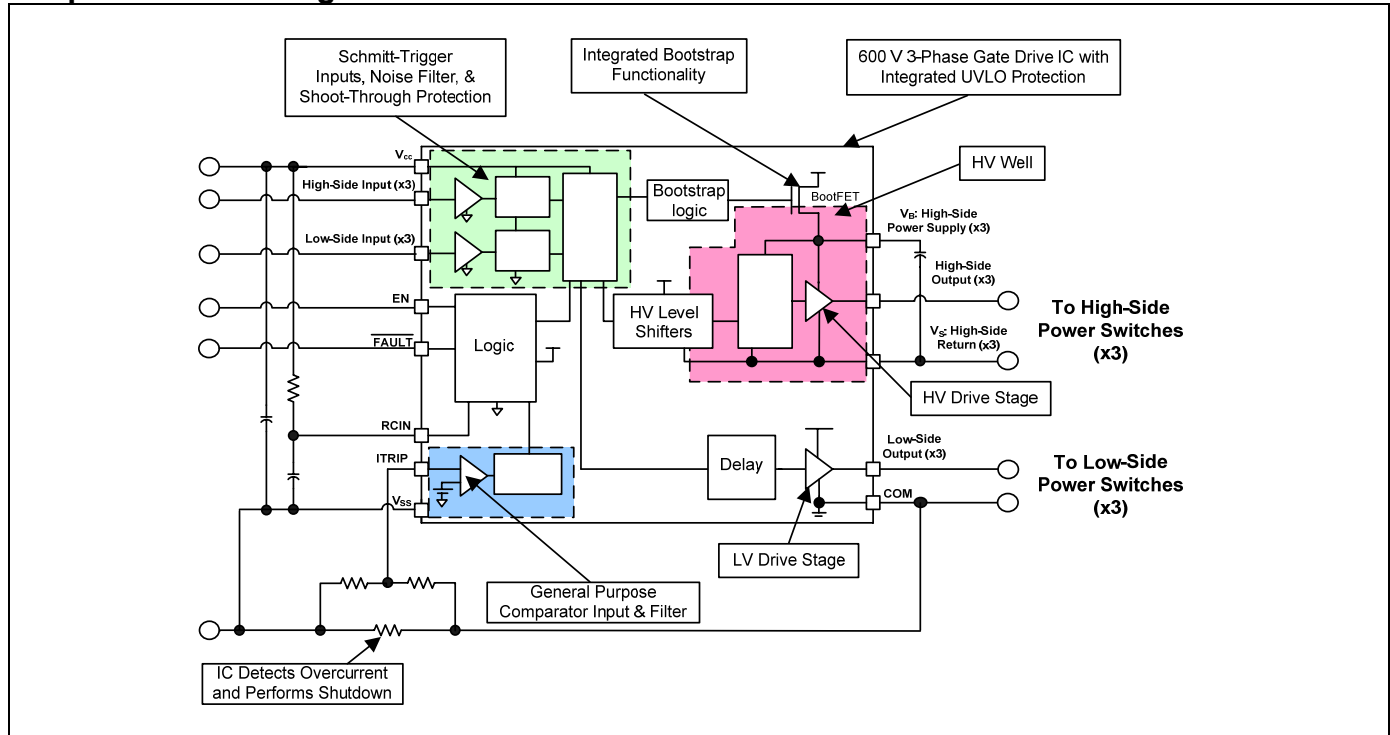 Schmitt-Trigger
Inputs, Noise Filter, &
Shoot-Through Protection
Integrated Bootstrap
Functionality
600 V 3-Phase Gate Drive IC with
Integrated UVLO Protection
HV Well
Vcc
High-Side Input (x3)
Low-Side Input (x3)
EN
FAULT
RCIN
ITRIP
VSS
Bootstrap
logic
BootFET
HV Level
Shifters
Logic
Delay
VB: High-Side
Power Supply (x3)
High-Side
Output (x3)
VS: High-Side
Return (x3)
To High-Side
Power Switches
(x3)
HV Drive Stage
Low-Side
Output (x3)
COM
To Low-Side
Power Switches
(x3)
LV Drive Stage
General Purpose
Comparator Input & Filter
IC Detects Overcurrent
and Performs Shutdown